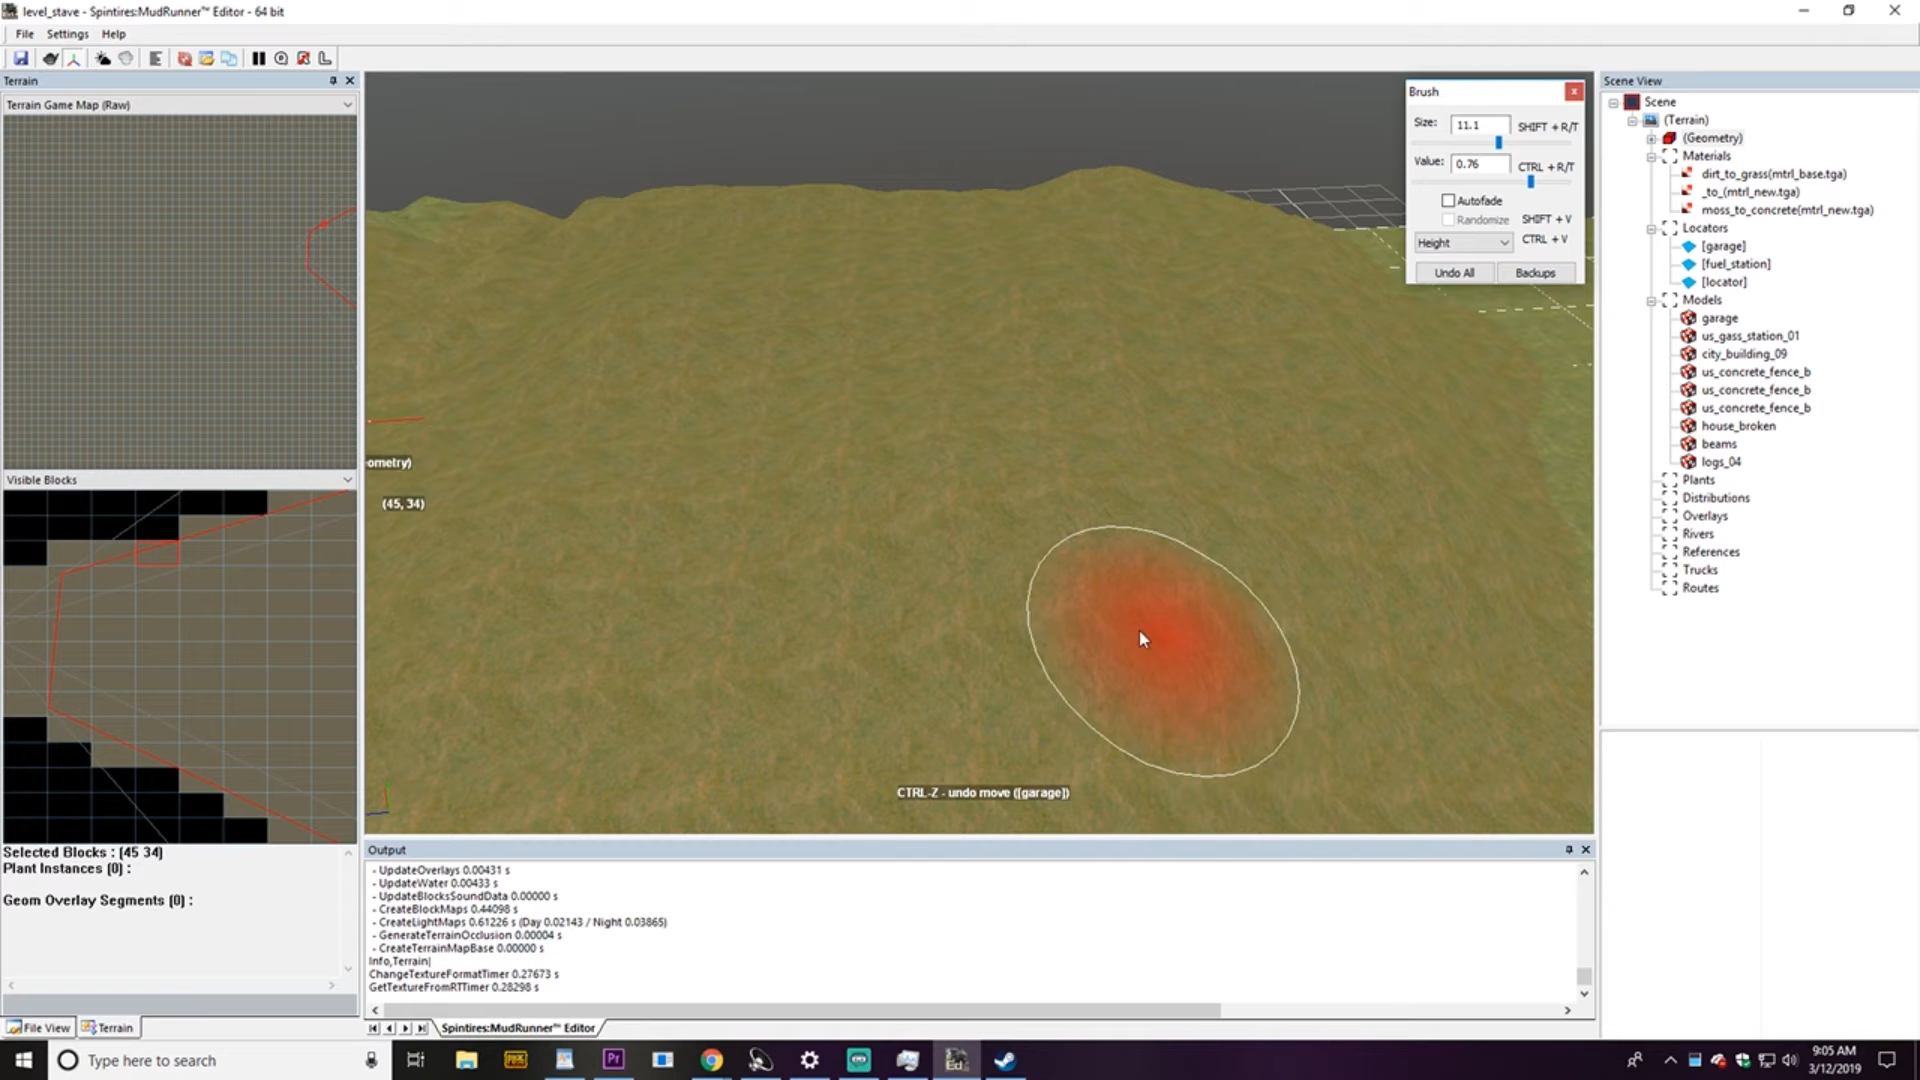 level_stave - Spintires:MudRunner™ Editor - 64 bit
File Settings Help
Terrain
Terrain Game Map (Raw)
Visible Blocks
Selected Blocks : (45 34)
Plant Instances (0) :
Geom Overlay Segments (0) :
File View Terrain
ometry)
(45, 34)
CTRL-Z - undo move ([garage])
Brush
x
Size: 11.1 SHIFT + R/T
Value: 0.76 CTRL + R/T
Autofade
Randomize SHIFT + V
Height CTRL + V
Undo All Backups
Output
- UpdateOverlays 0.00431 s
- UpdateWater 0.00433 s
- UpdateBlocksSoundData 0.00000 s
- CreateBlockMaps 0.44098 s
- CreateLightMaps 0.61226 s (Day 0.02143 / Night 0.03865)
- GenerateTerrainOcclusion 0.00004 s
- CreateTerrainMapBase 0.00000 s
Info,Terrain|
ChangeTextureFormatTimer 0.27673 s
GetTextureFromRTTimer 0.28298 s
Spintires:MudRunner™ Editor
Scene View
Scene
(Terrain)
(Geometry)
Materials
dirt_to_grass(mtrl_base.tga)
_to_(mtrl_new.tga)
moss_to_concrete(mtrl_new.tga)
Locators
[garage]
[fuel_station]
[locator]
Models
garage
us_gass_station_01
city_building_09
us_concrete_fence_b
us_concrete_fence_b
us_concrete_fence_b
house_broken
beams
logs_04
Plants
Distributions
Overlays
Rivers
References
Trucks
Routes
Type here to search
Pr
Ed
9:05 AM
3/12/2019